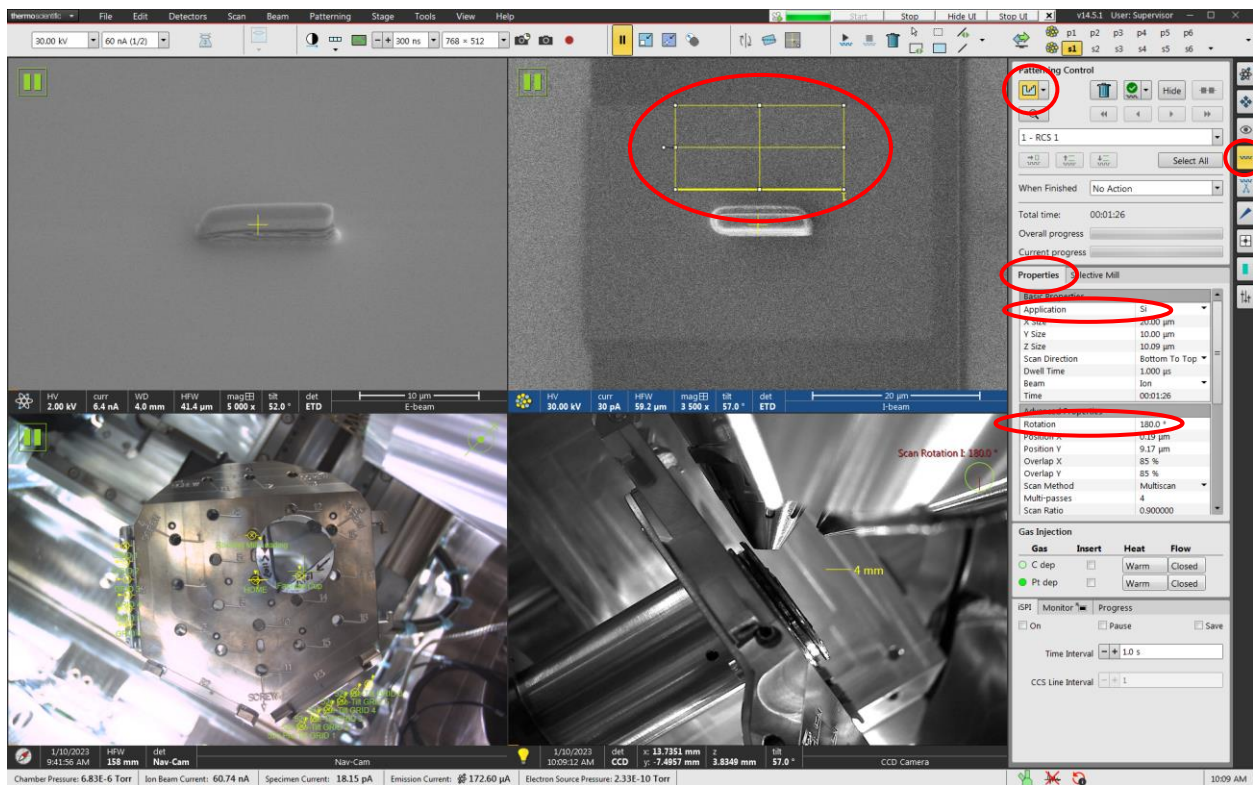 thermoscientific File Edit Detectors Scan Beam Patterning Stage Tools View Help Start Stop Hide UI Stop UI x v14.5.1 User: Supervisor
30.00 kV 60 nA (1/2) 300 ns 768 × 512 p1 p2 p3 p4 p5 p6
s1 s2 s3 s4 s5 s6
Patterning Control
Hide
1 - RCS 1
Select All
When Finished No Action
Total time: 00:01:26
Overall progress
Current progress
Properties Selective Mill
Basic Properties
Application Si
X Size 20.00 µm
Y Size 10.00 µm
Z Size 10.09 µm
Scan Direction Bottom To Top
Dwell Time 1.000 µs
Beam Ion
Time 00:01:26
Advanced Properties
Rotation 180.0 °
Position X 0.19 µm
Position Y 9.17 µm
Overlap X 85 %
Overlap Y 85 %
Scan Method Multiscan
Multi-passes 4
Scan Ratio 0.900000
Gas Injection
Gas Insert Heat Flow
C dep Warm Closed
Pt dep Warm Closed
iSPI Monitor Progress
On Pause Save
Time Interval 1.0 s
CCS Line Interval 1
HV curr WD HFW mag tilt det 10 µm
2.00 kV 6.4 nA 4.0 mm 41.4 µm 5 000 x 52.0 ° ETD E-beam
HV curr HFW mag tilt det 20 µm
30.00 kV 30 pA 59.2 µm 3 500 x 57.0 ° ETD I-beam
HOME
SCREW
Scan Rotation I: 180.0 °
4 mm
1/10/2023 HFW det
9:41:56 AM 158 mm Nav-Cam Nav-Cam
1/10/2023 det x: 13.7351 mm z tilt
10:09:12 AM CCD y: -7.4957 mm 3.8349 mm 57.0 ° CCD Camera
Chamber Pressure: 6.83E-6 Torr Ion Beam Current: 60.74 nA Specimen Current: 18.15 pA Emission Current: 172.60 µA Electron Source Pressure: 2.33E-10 Torr 10:09 AM